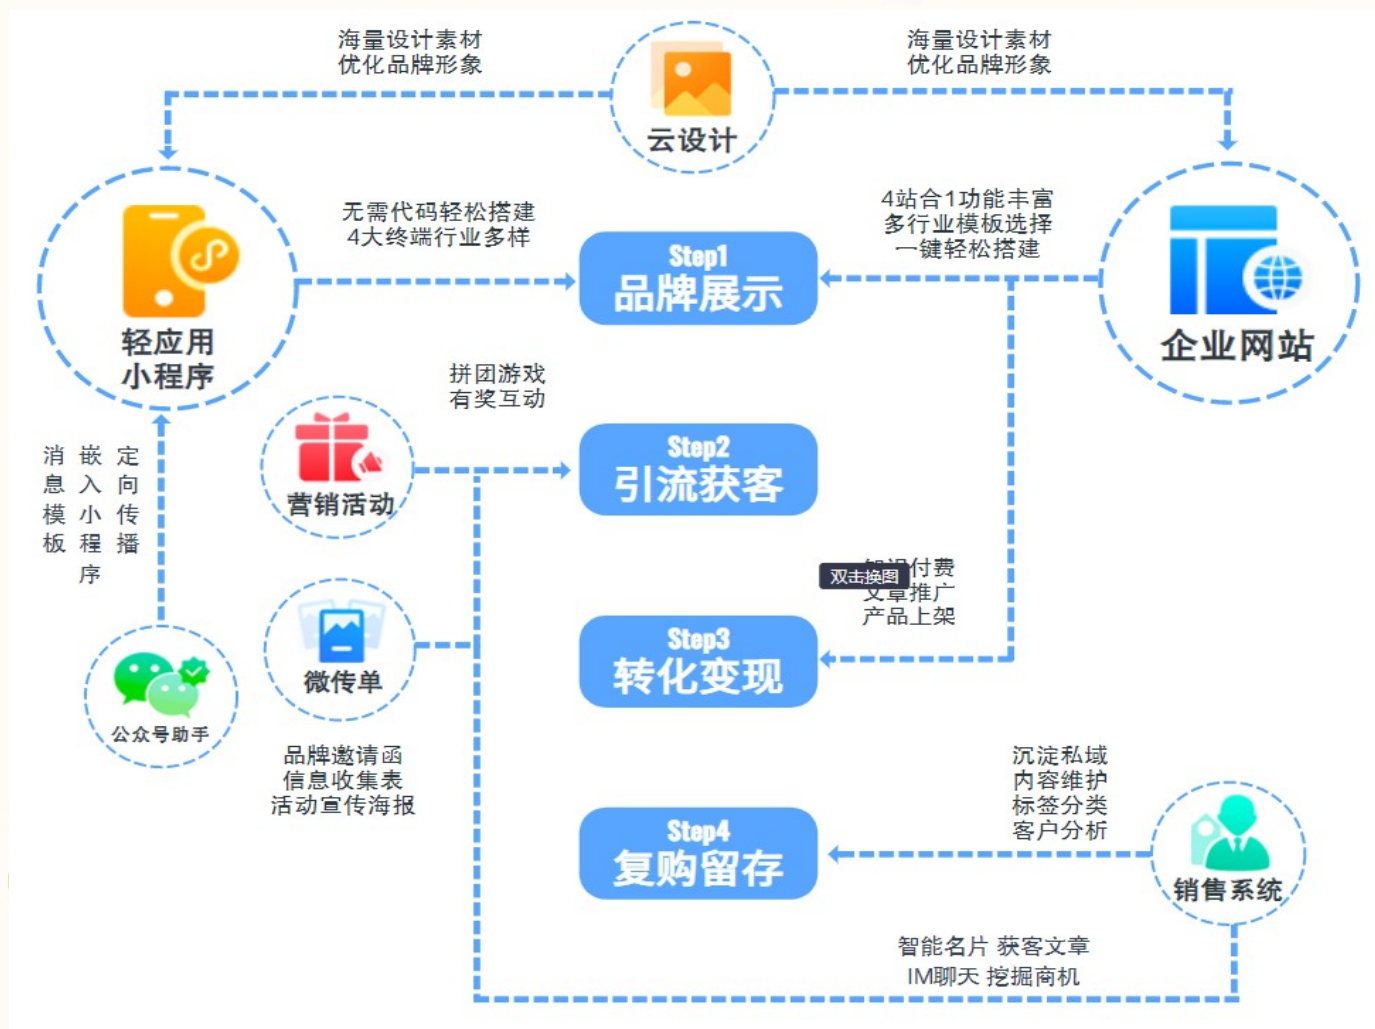 海量设计素材
优化品牌形象
云设计
海量设计素材
优化品牌形象
轻应用
小程序
无需代码轻松搭建
4大终端行业多样
Step1
品牌展示
4站合1功能丰富
多行业模板选择
一键轻松搭建
企业网站
拼团游戏
有奖互动
营销活动
Step2
引流获客
消息模板
嵌入小程序
定向传播
公众号助手
微传单
品牌邀请函
信息收集表
活动宣传海报
双击换图
付费
文章推广
产品上架
Step3
转化变现
沉淀私域
内容维护
标签分类
客户分析
Step4
复购留存
销售系统
智能名片 获客文章
IM聊天 挖掘商机